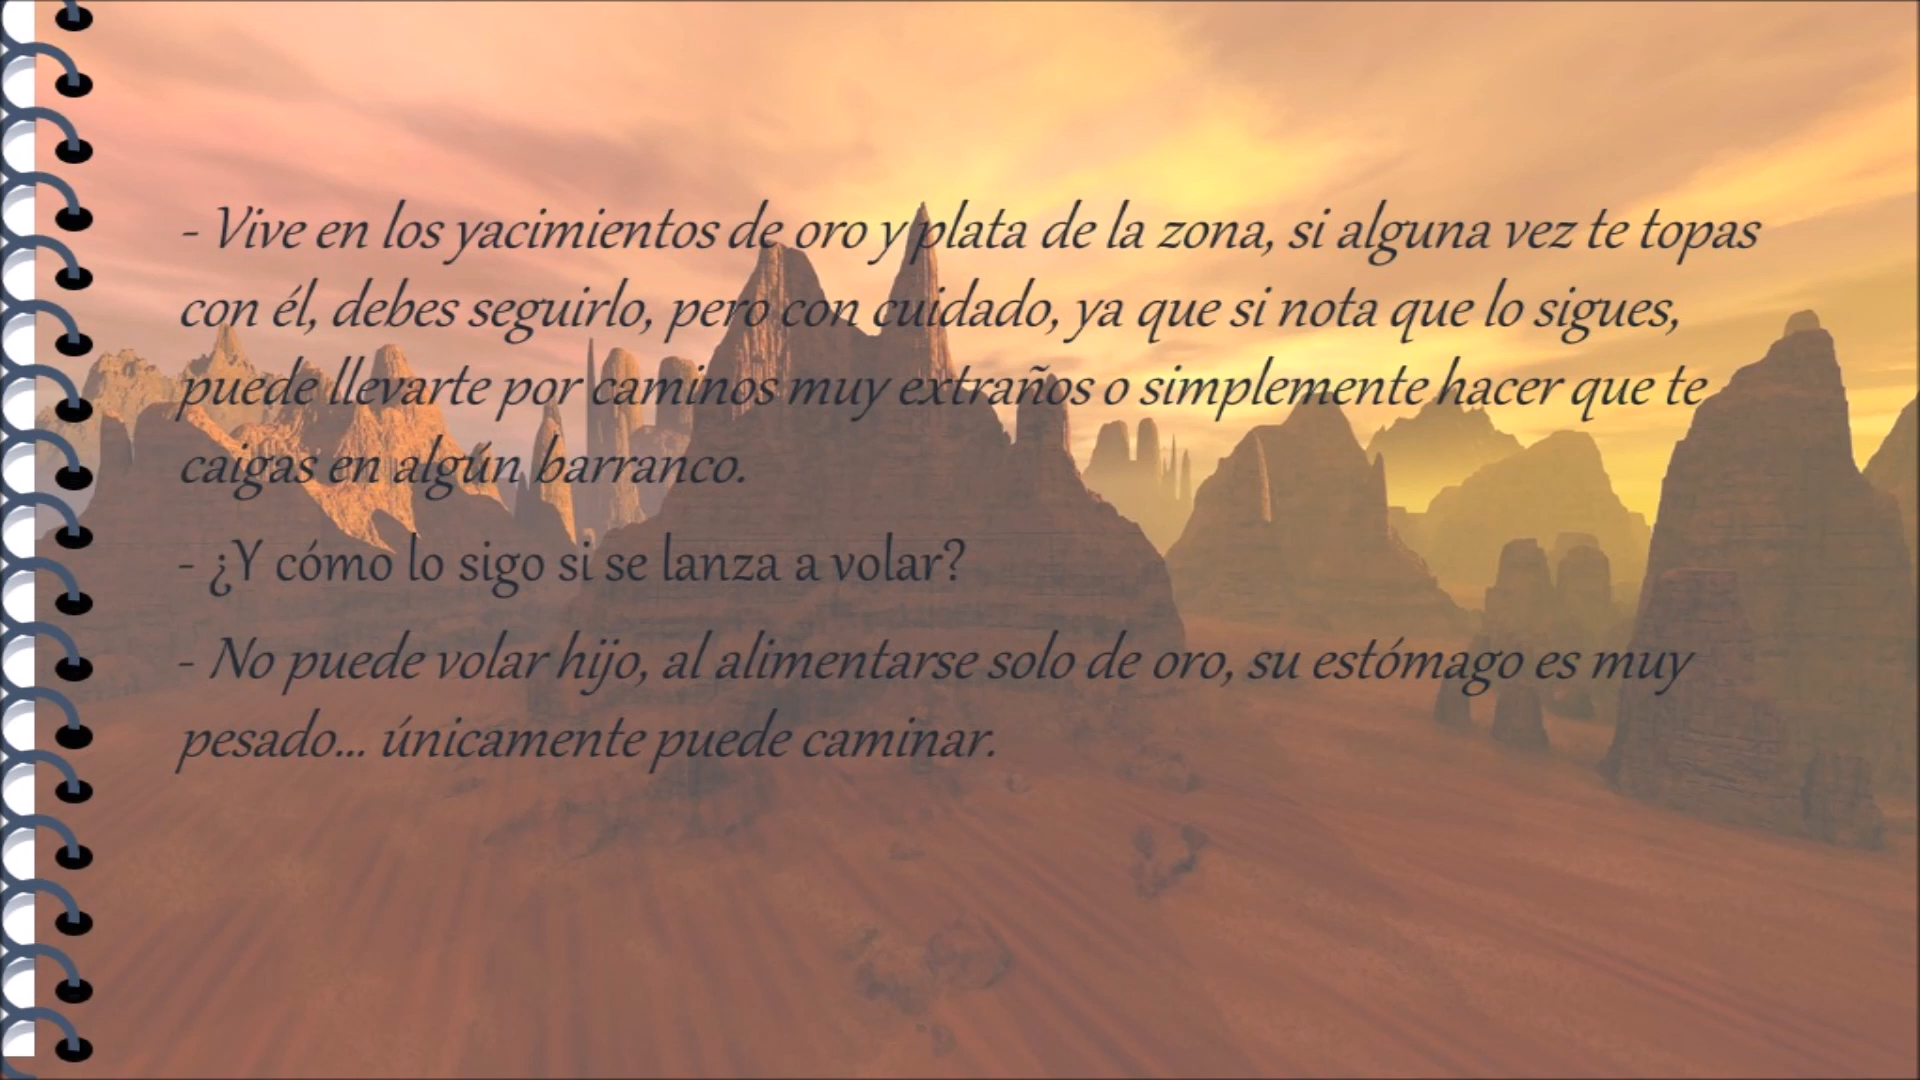 - Vive en los yacimientos de oro y plata de la zona, si alguna vez te topas
con él, debes seguirlo, pero con cuidado, ya que si nota que lo sigues,
puede llevarte por caminos muy extraños o simplemente hacer que te
caigas en algún barranco.
- ¿Y cómo lo sigo si se lanza a volar?
- No puede volar hijo, al alimentarse solo de oro, su estómago es muy
pesado... únicamente puede caminar.